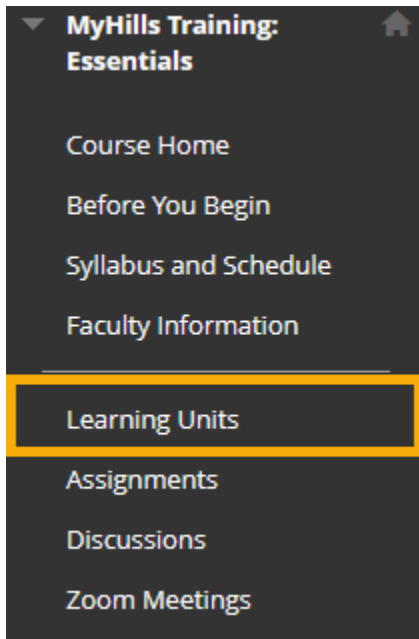 MyHills Training:
Essentials
Course Home
Before You Begin
Syllabus and Schedule
Faculty Information
Learning Units
Assignments
Discussions
Zoom Meetings